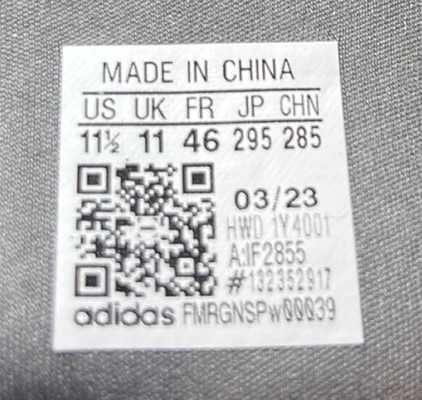 MADE IN CHINA
US UK FR JP CHN
11½ 11 46 295 285
03/23
HWD 1Y4001
A:IF2855
#132352917
adidas FMRGNSPw00039